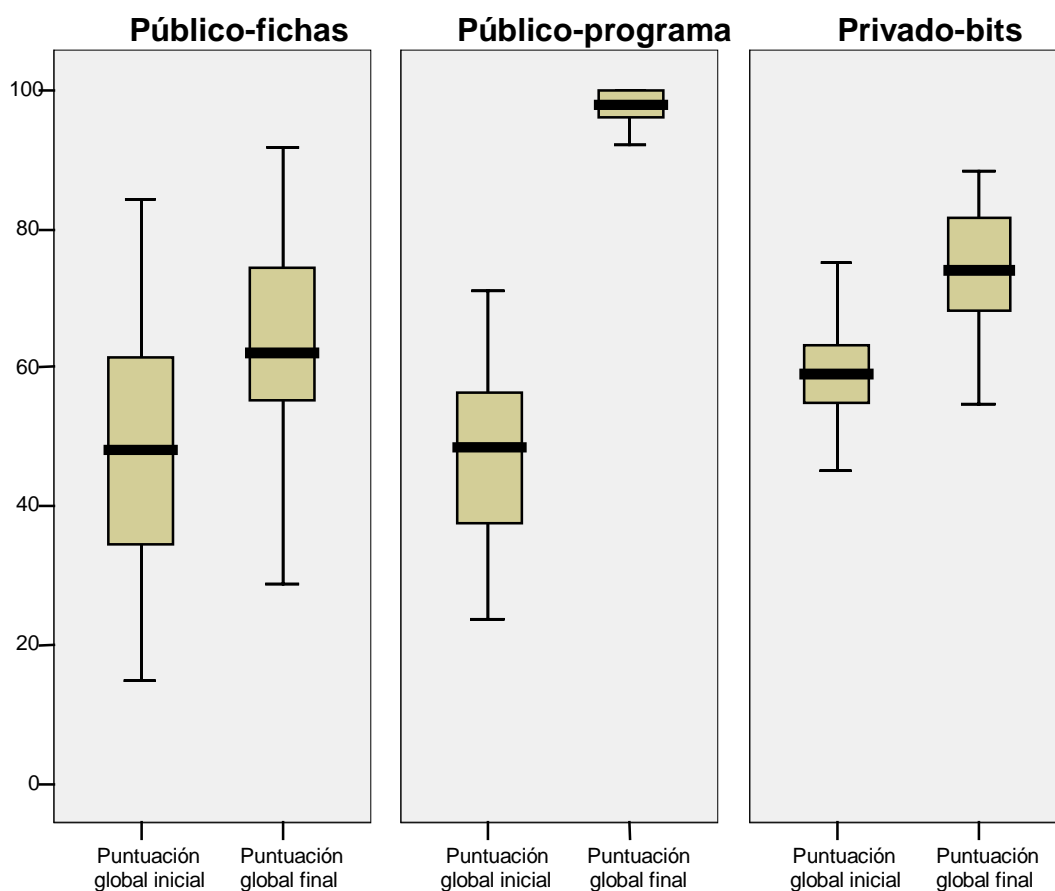 Público-fichas
Público-programa
Privado-bits
100
80
60
40
20
0
Puntuación
global inicial
Puntuación
global final
Puntuación
global inicial
Puntuación
global final
Puntuación
global inicial
Puntuación
global final